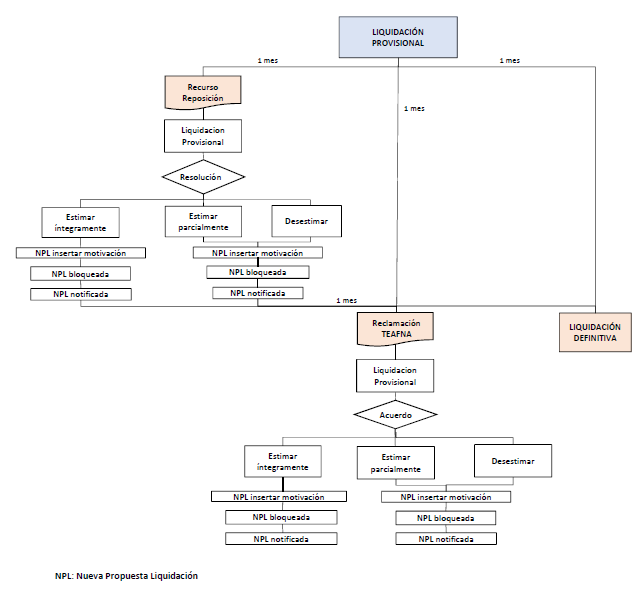 LIQUIDACIÓN
PROVISIONAL
1 mes
1 mes
1 mes
Recurso
Reposición
Liquidacion
Provisional
Resolución
Estimar
íntegramente
Estimar
parcialmente
Desestimar
NPL insertar motivación
NPL insertar motivación
NPL bloqueada
NPL bloqueada
NPL notificada
NPL notificada
1 mes
Reclamación
TEAFNA
LIQUIDACIÓN
DEFINITIVA
Liquidacion
Provisional
Acuerdo
Estimar
íntegramente
Estimar
parcialmente
Desestimar
NPL insertar motivación
NPL insertar motivación
NPL bloqueada
NPL bloqueada
NPL notificada
NPL notificada
NPL: Nueva Propuesta Liquidación